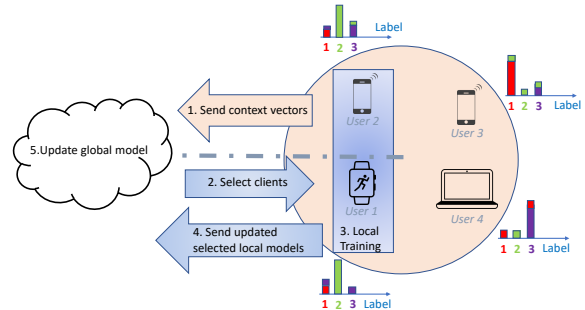 1 2 3 Label
1. Send context vectors
User 2
User 3
1 2 3 Label
5.Update global model
2. Select clients
User 1
User 4
4. Send updated
selected local models
3. Local
Training
1 2 3 Label
1 2 3 Label